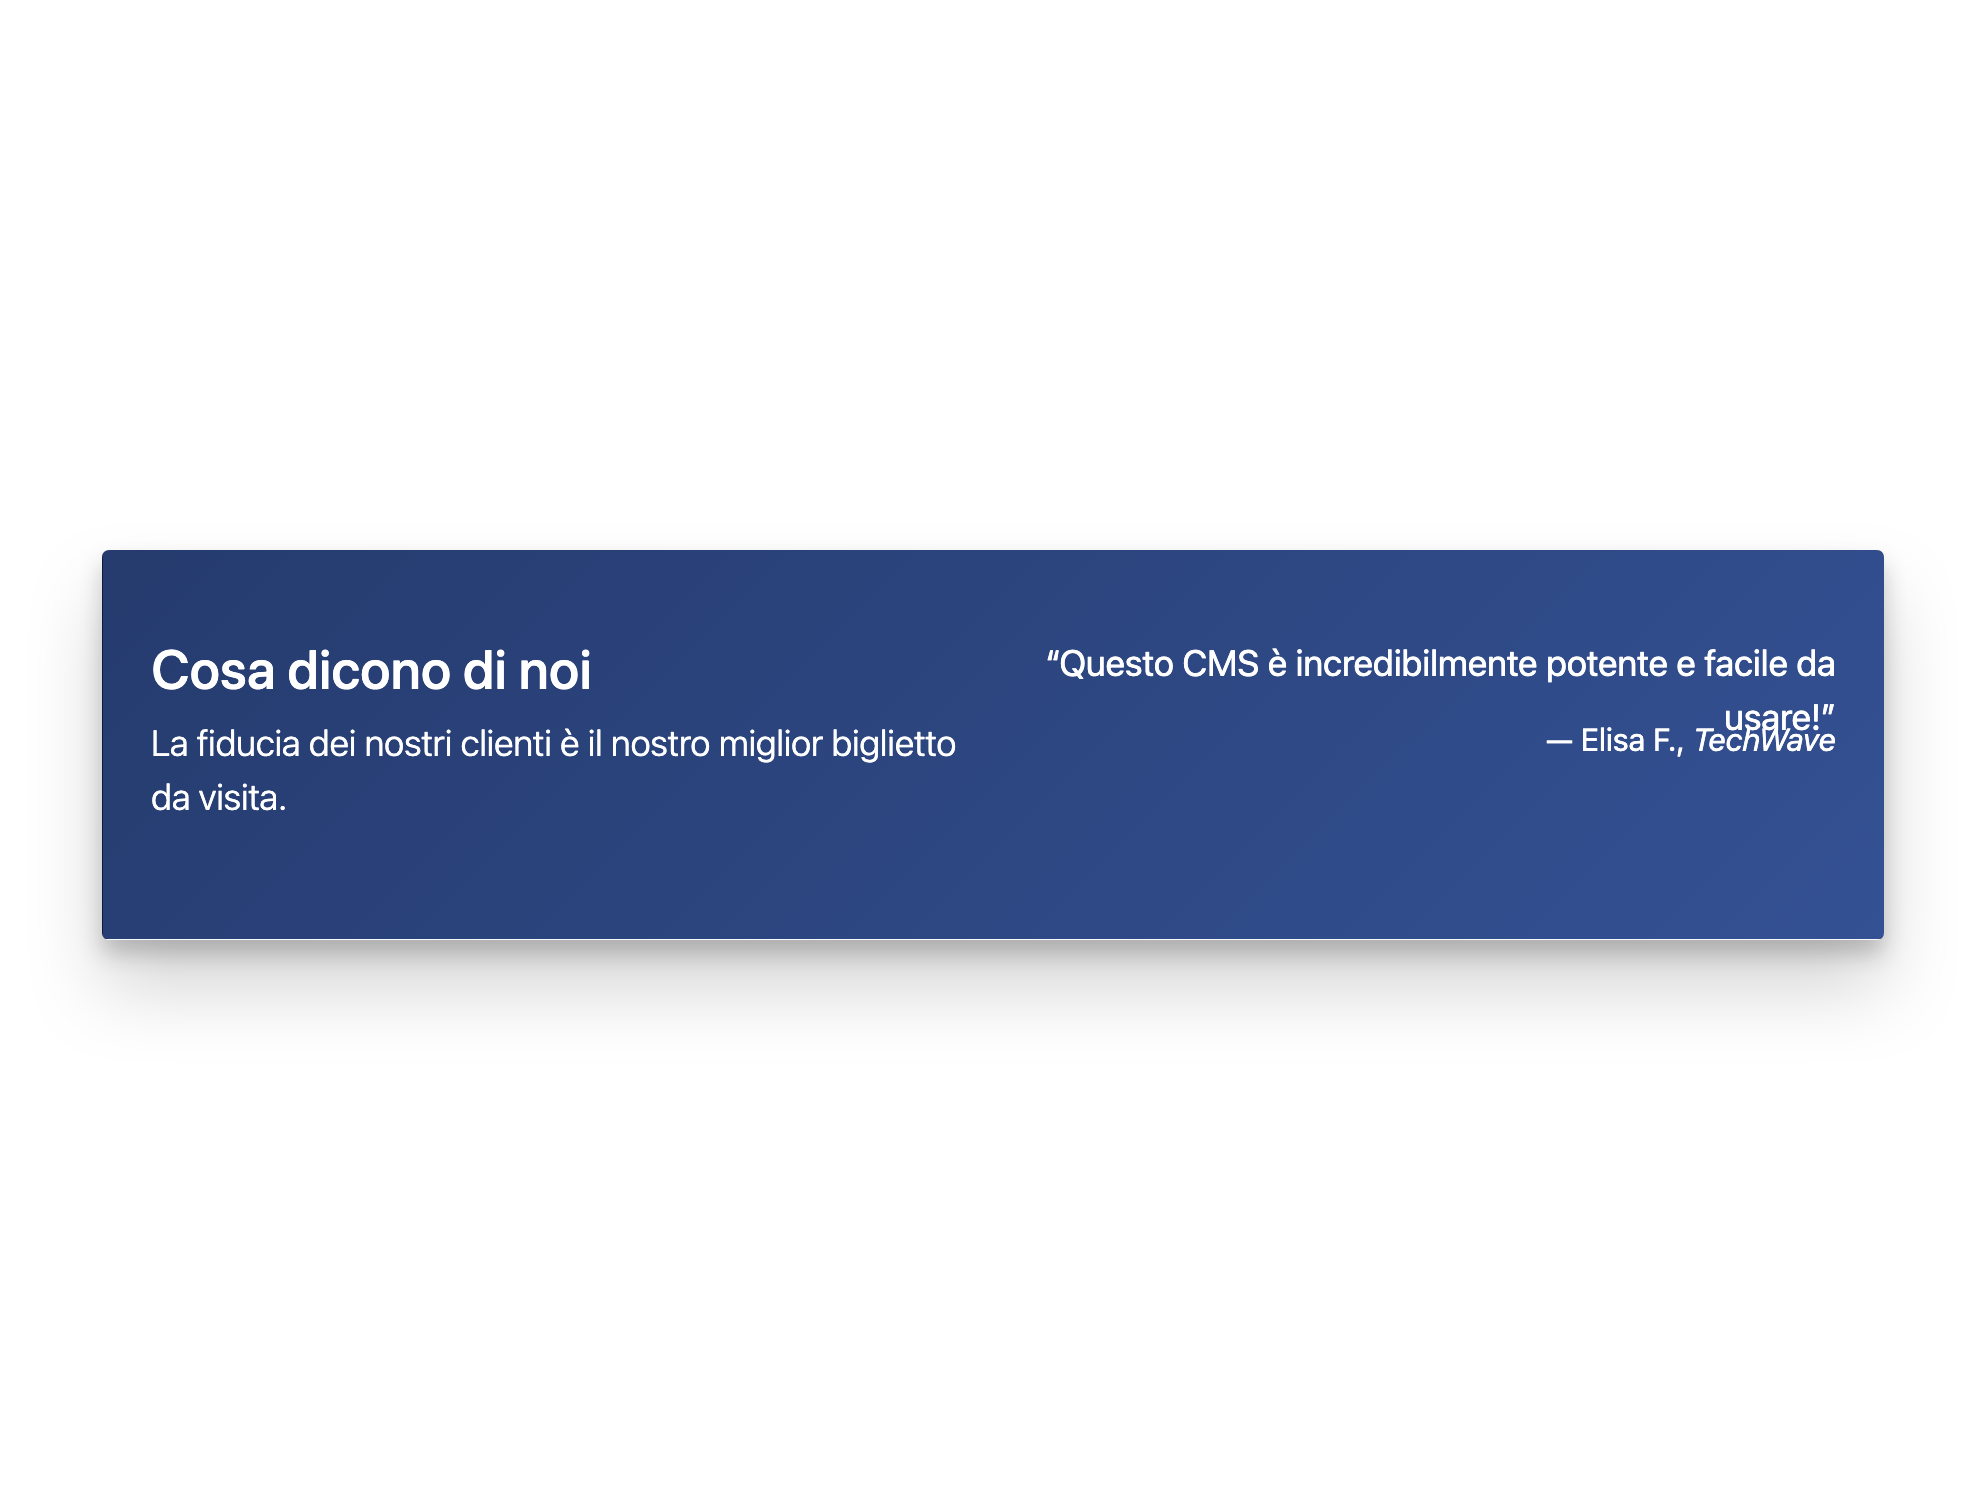 Cosa dicono di noi
La fiducia dei nostri clienti è il nostro miglior biglietto
da visita.
“Questo CMS è incredibilmente potente e facile da
usare!”
— Elisa F., TechWave